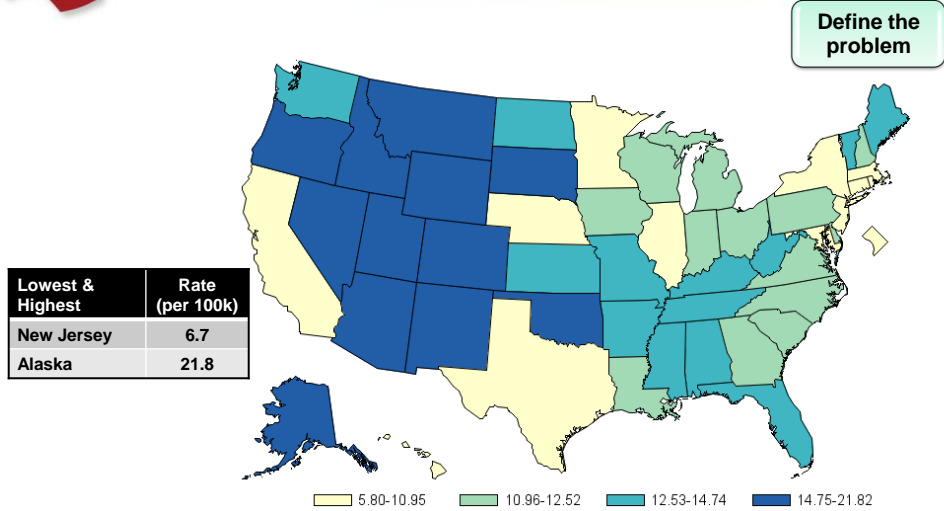 Define the
problem
Lowest & Rate
Highest (per 100k)
New Jersey 6.7
Alaska 21.8
5.80-10.95 10.96-12.52 12.53-14.74 14.75-21.82